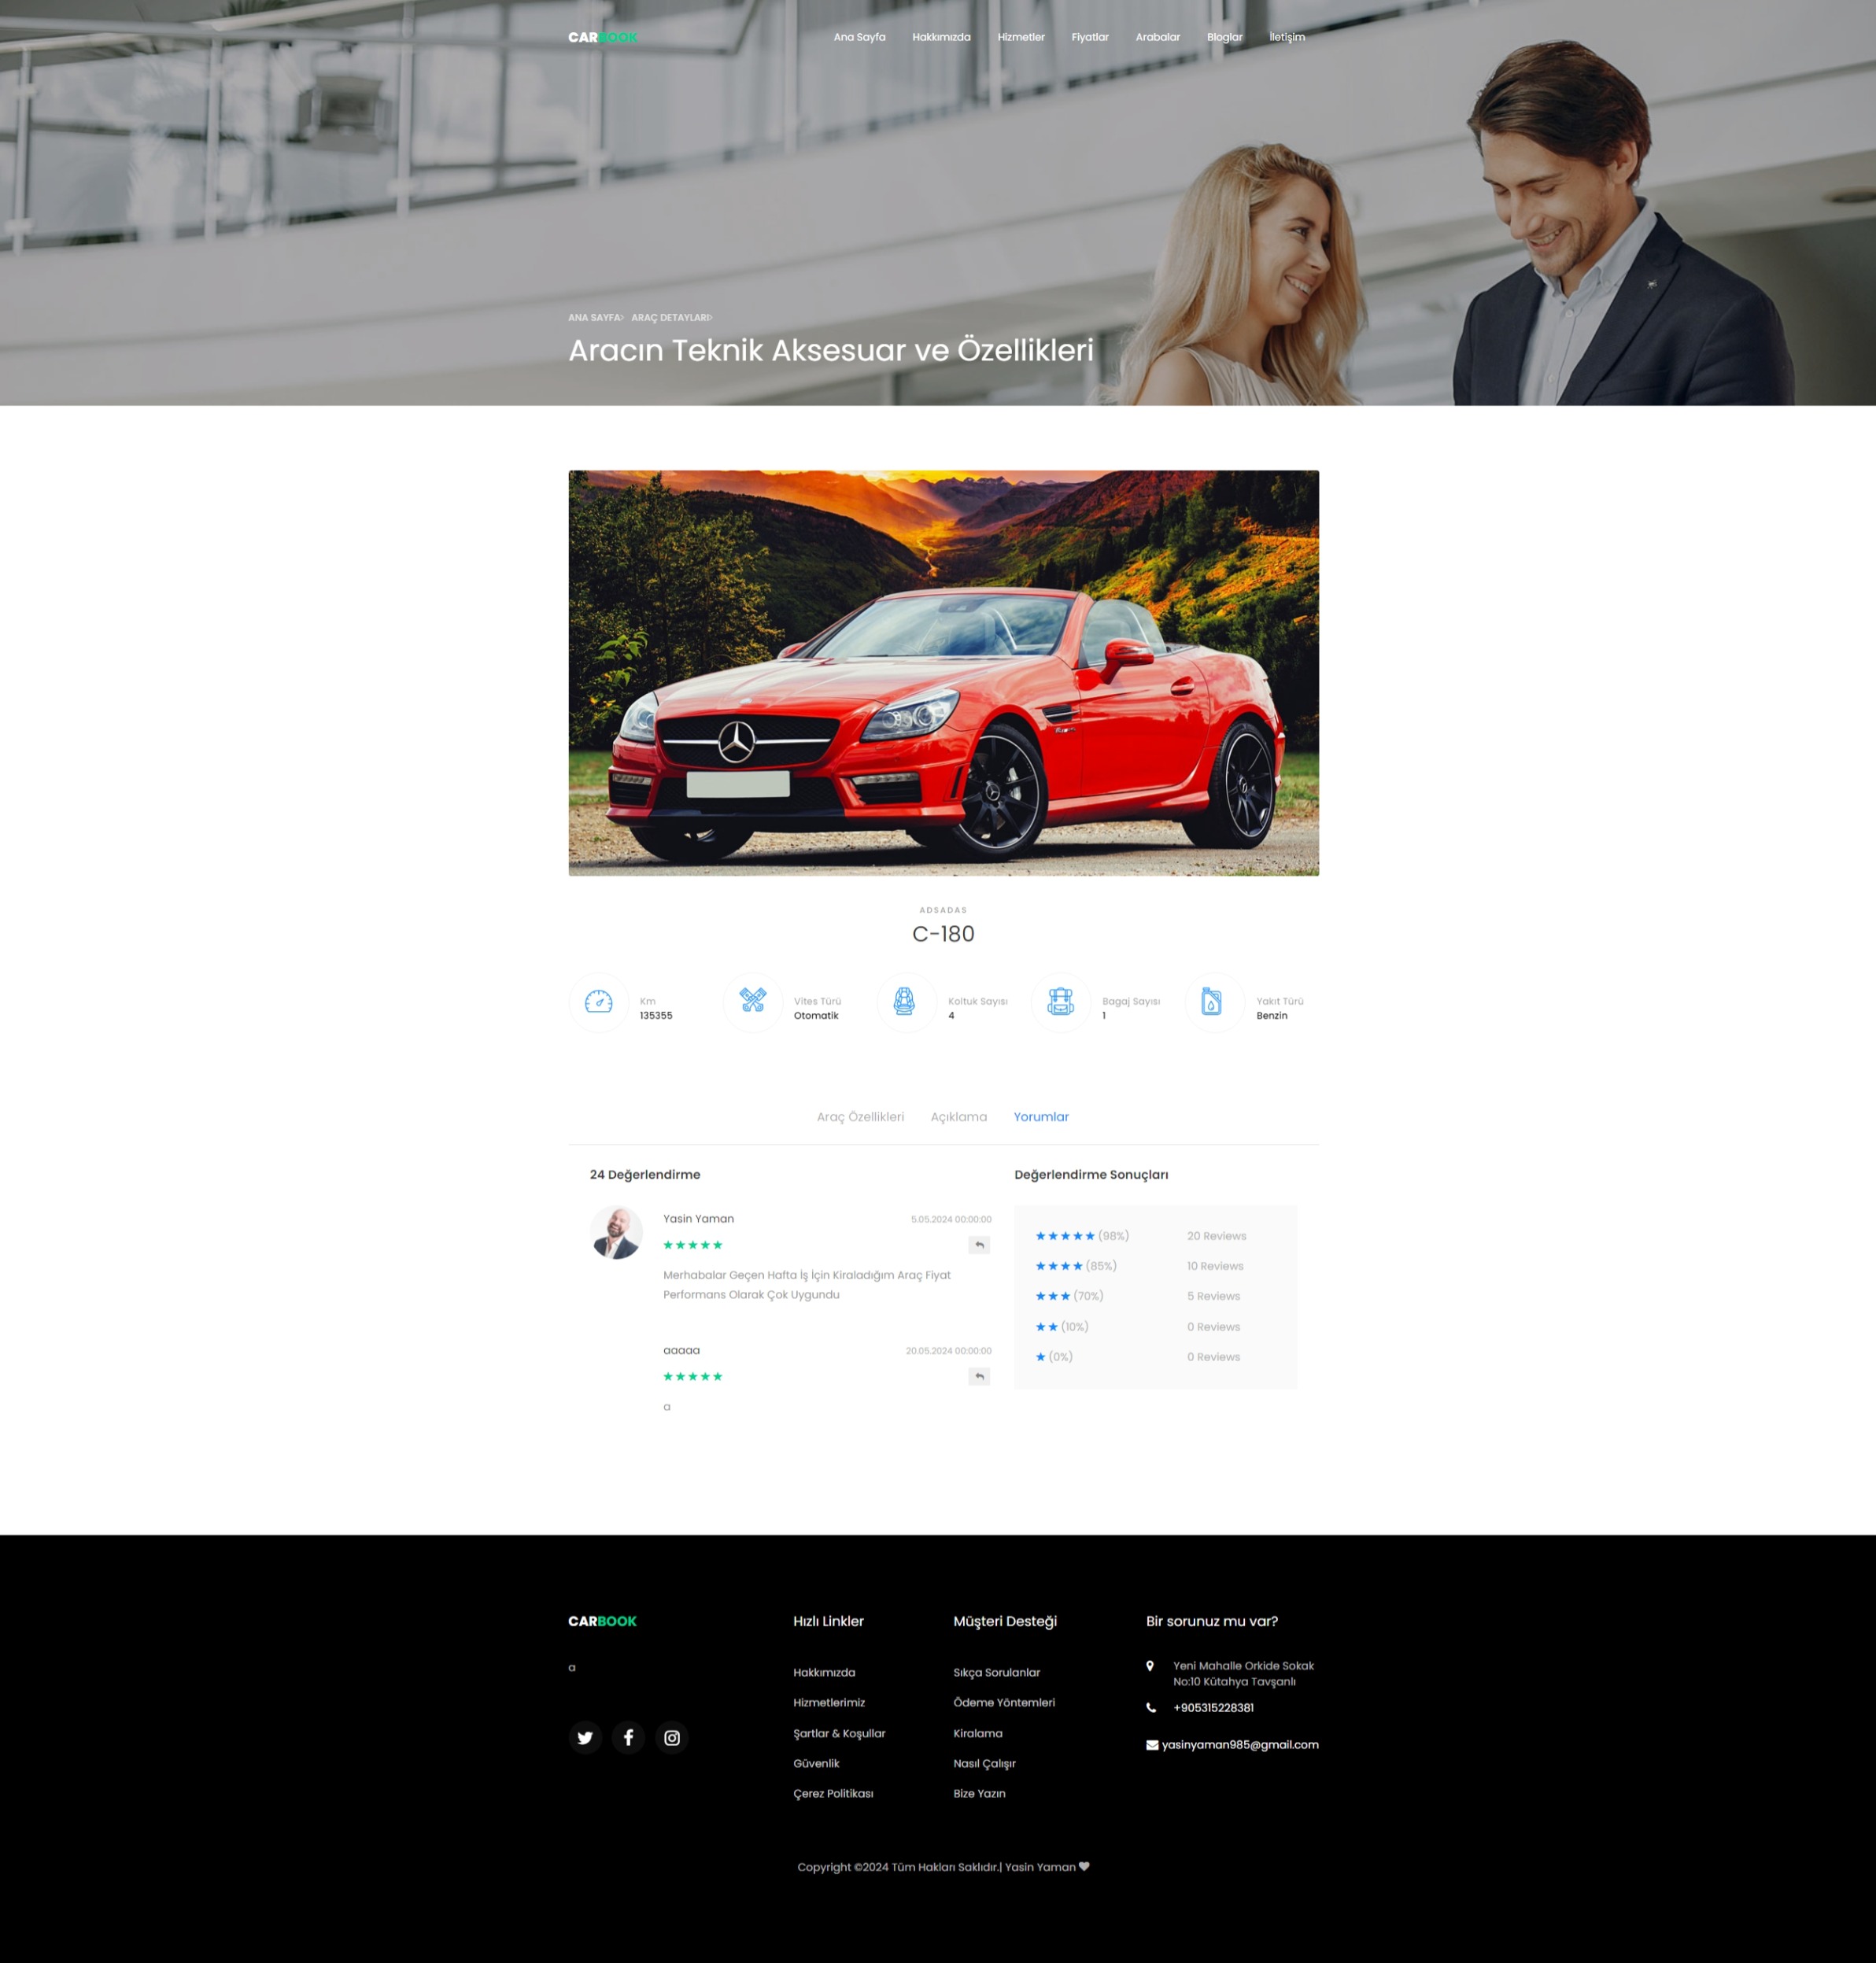 CARBOOK
Ana Sayfa Hakkımızda Hizmetler Fiyatlar Arabalar Bloglar İletişim
ANA SAYFA> ARAÇ DETAYLARI>
Aracın Teknik Aksesuar ve Özellikleri
ADSADAS
C-180
Km
135355
Vites Türü
Otomatik
Koltuk Sayısı
4
Bagaj Sayısı
1
Yakıt Türü
Benzin
Araç Özellikleri Açıklama Yorumlar
24 Değerlendirme
Yasin Yaman 5.05.2024 00:00:00
Merhabalar Geçen Hafta İş İçin Kiraladığım Araç Fiyat
Performans Olarak Çok Uygundu
aaaaa 20.05.2024 00:00:00
a
Değerlendirme Sonuçları
★★★★★ (98%) 20 Reviews
★★★★ (85%) 10 Reviews
★★★ (70%) 5 Reviews
★★ (10%) 0 Reviews
★ (0%) 0 Reviews
CARBOOK
a
Hızlı Linkler
Hakkımızda
Hizmetlerimiz
Şartlar & Koşullar
Güvenlik
Çerez Politikası
Müşteri Desteği
Sıkça Sorulanlar
Ödeme Yöntemleri
Kiralama
Nasıl Çalışır
Bize Yazın
Bir sorunuz mu var?
Yeni Mahalle Orkide Sokak
No:10 Kütahya Tavşanlı
+905315228381
yasinyaman985@gmail.com
Copyright ©2024 Tüm Hakları Saklıdır.| Yasin Yaman